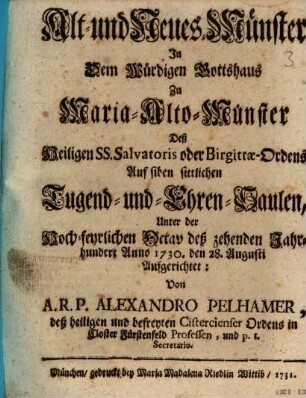 Alt- und Neues Münster
In
Dem Würdigen Gottshaus
Zu
Maria-Alto-Münster
Deß
Heiligen SS. Salvatoris oder Birgittæ-Ordens
Auf siben sittlichen
Tugend- und -Ehren-Saulen,
Unter der
Hoch-feyrlichen Octav deß zehenden Jahr-
hundert Anno 1730. den 28. Augusti
Aufgerichtet:
Von
A. R. P. ALEXANDRO PELHAMER,
deß heiligen und befreyten Cistercienser Ordens in
Closter Fürstenfeld Professen, und p. t.
Secretario.
München/ gedruckt bey Maria Madalena Riedlin Wittib/ 1731.
3